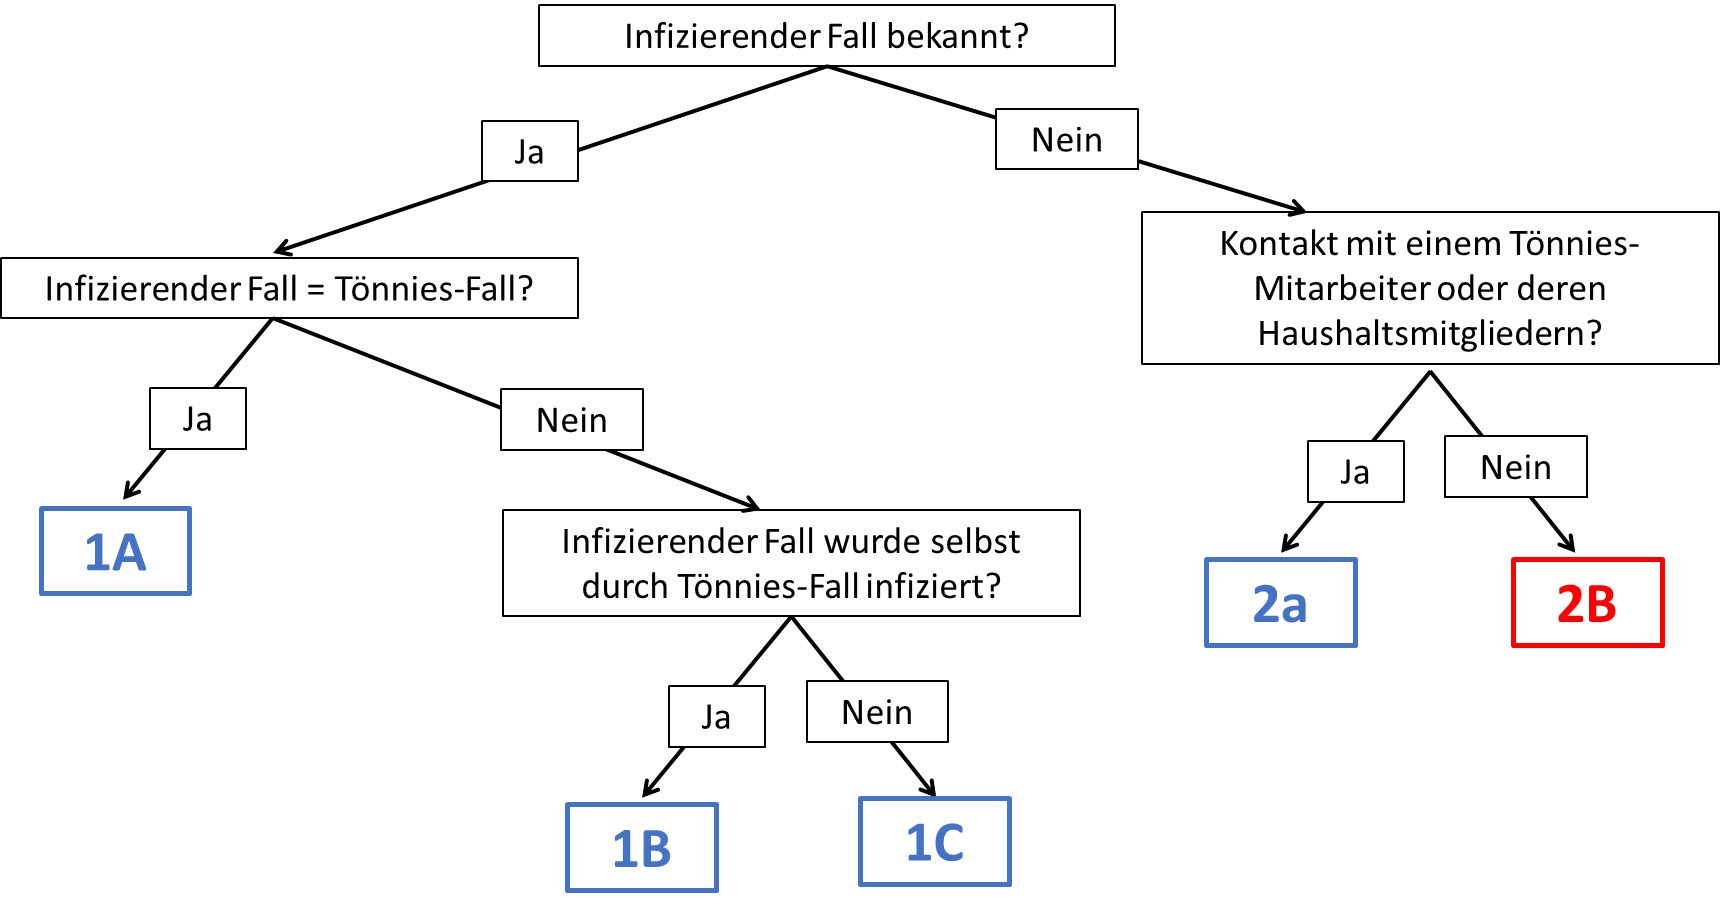 Infizierender Fall bekannt?
Ja
Nein
Infizierender Fall = Tönnies-Fall?
Kontakt mit einem Tönnies-
Mitarbeiter oder deren
Haushaltsmitgliedern?
Ja
Nein
Ja
Nein
1A
Infizierender Fall wurde selbst
durch Tönnies-Fall infiziert?
2a
2B
Ja
Nein
1B
1C